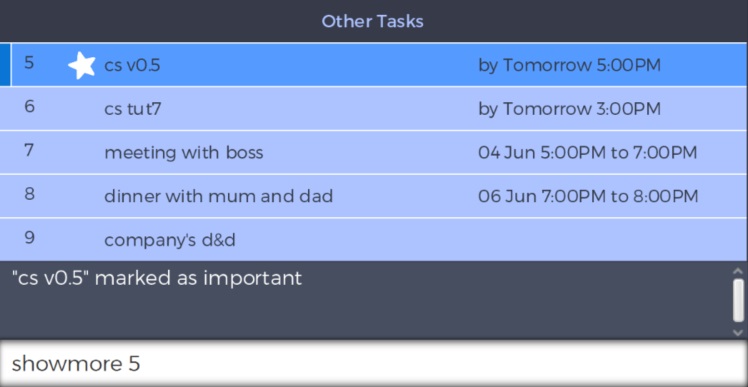 Other Tasks
5 cs v0.5 by Tomorrow 5:00PM
6 cs tut7 by Tomorrow 3:00PM
7 meeting with boss 04 Jun 5:00PM to 7:00PM
8 dinner with mum and dad 06 Jun 7:00PM to 8:00PM
9 company's d&d
"cs v0.5" marked as important
showmore 5